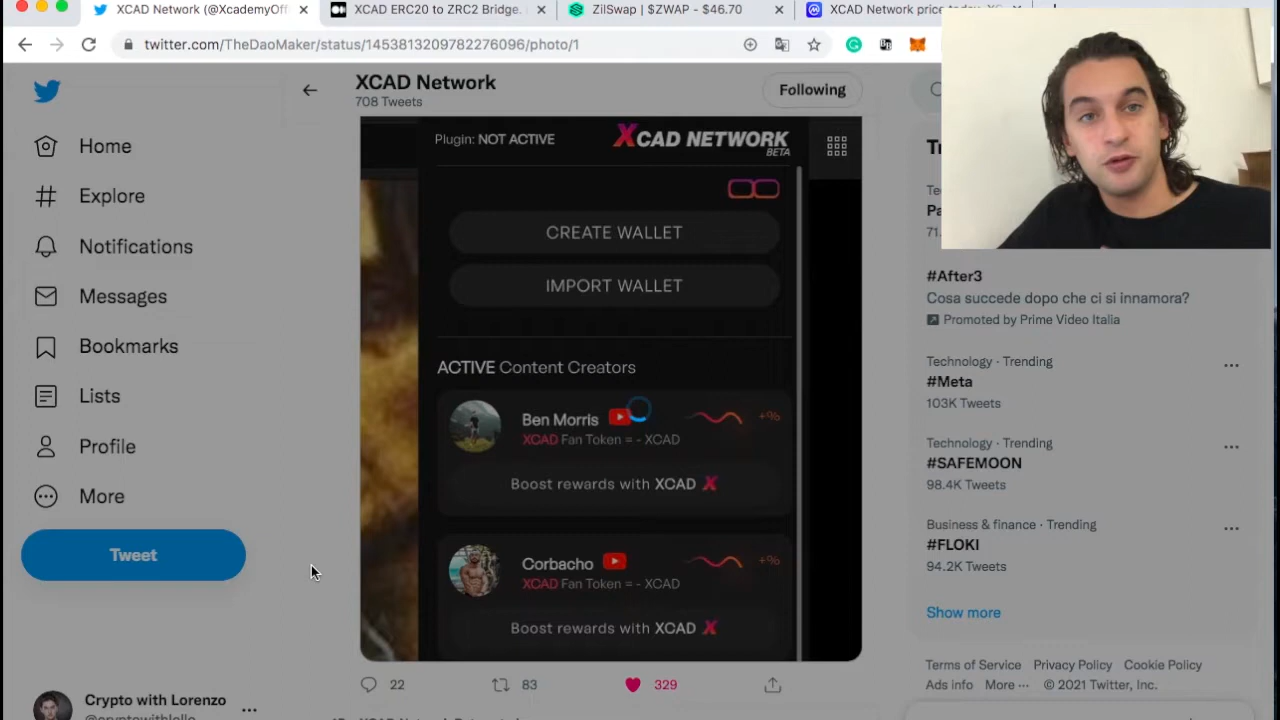 XCAD Network (@XcademyOff
XCAD ERC20 to ZRC2 Bridge.
ZilSwap | $ZWAP - $46.70
XCAD Network price today
twitter.com/TheDaoMaker/status/1453813209782276096/photo/1
XCAD Network
708 Tweets
Following
Home
Explore
Notifications
Messages
Bookmarks
Lists
Profile
More
Tweet
Crypto with Lorenzo
Plugin: NOT ACTIVE
XCAD NETWORK
BETA
CREATE WALLET
IMPORT WALLET
ACTIVE Content Creators
Ben Morris
XCAD Fan Token = - XCAD
+%
Boost rewards with XCAD X
Corbacho
XCAD Fan Token = - XCAD
+%
Boost rewards with XCAD X
22
83
329
#After3
Cosa succede dopo che ci si innamora?
Promoted by Prime Video Italia
Technology · Trending
#Meta
103K Tweets
Technology · Trending
#SAFEMOON
98.4K Tweets
Business & finance · Trending
#FLOKI
94.2K Tweets
Show more
Terms of Service Privacy Policy Cookie Policy
Ads info More ··· © 2021 Twitter, Inc.